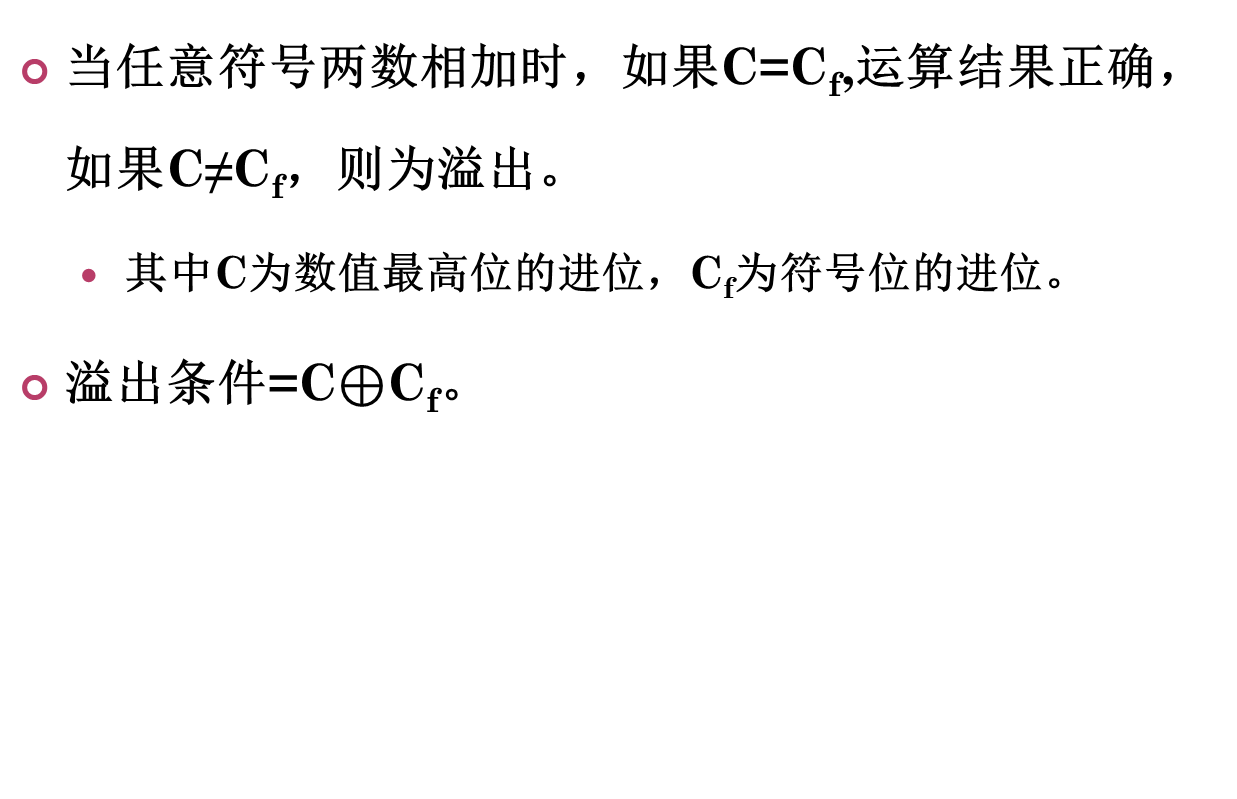 当任意符号两数相加时，如果C=Cf,运算结果正确，
如果C≠Cf，则为溢出。
其中C为数值最高位的进位，Cf为符号位的进位。
溢出条件=C⊕Cf。